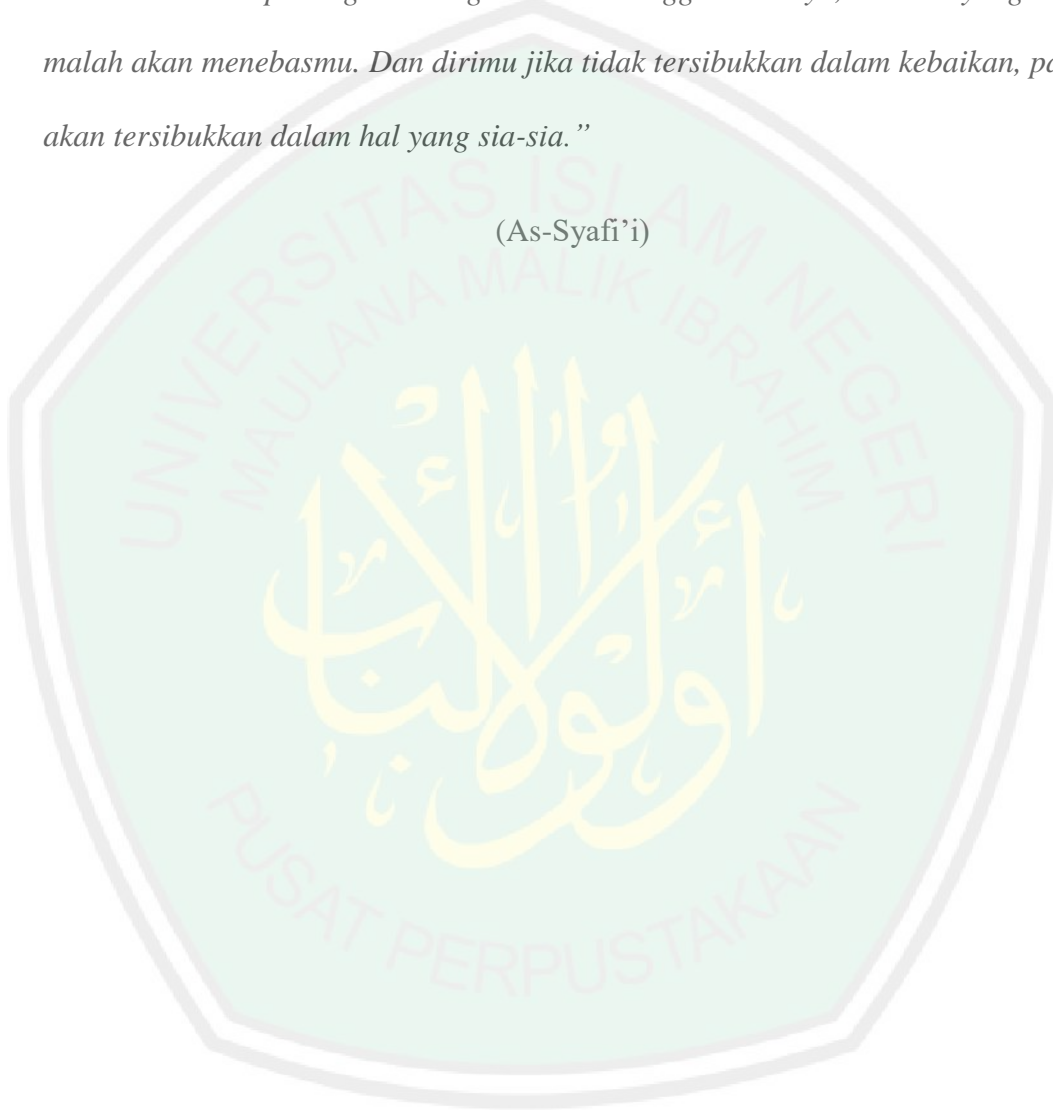 malah akan menebasmu. Dan dirimu jika tidak tersibukkan dalam kebaikan,
akan tersibukkan dalam hal yang sia-sia.”
(As-Syafi’i)
UNIVERSITAS ISLAM NEGERI
MAULANA MALIK IBRAHIM
أولو الألباب
PUSAT PERPUSTAKAAN